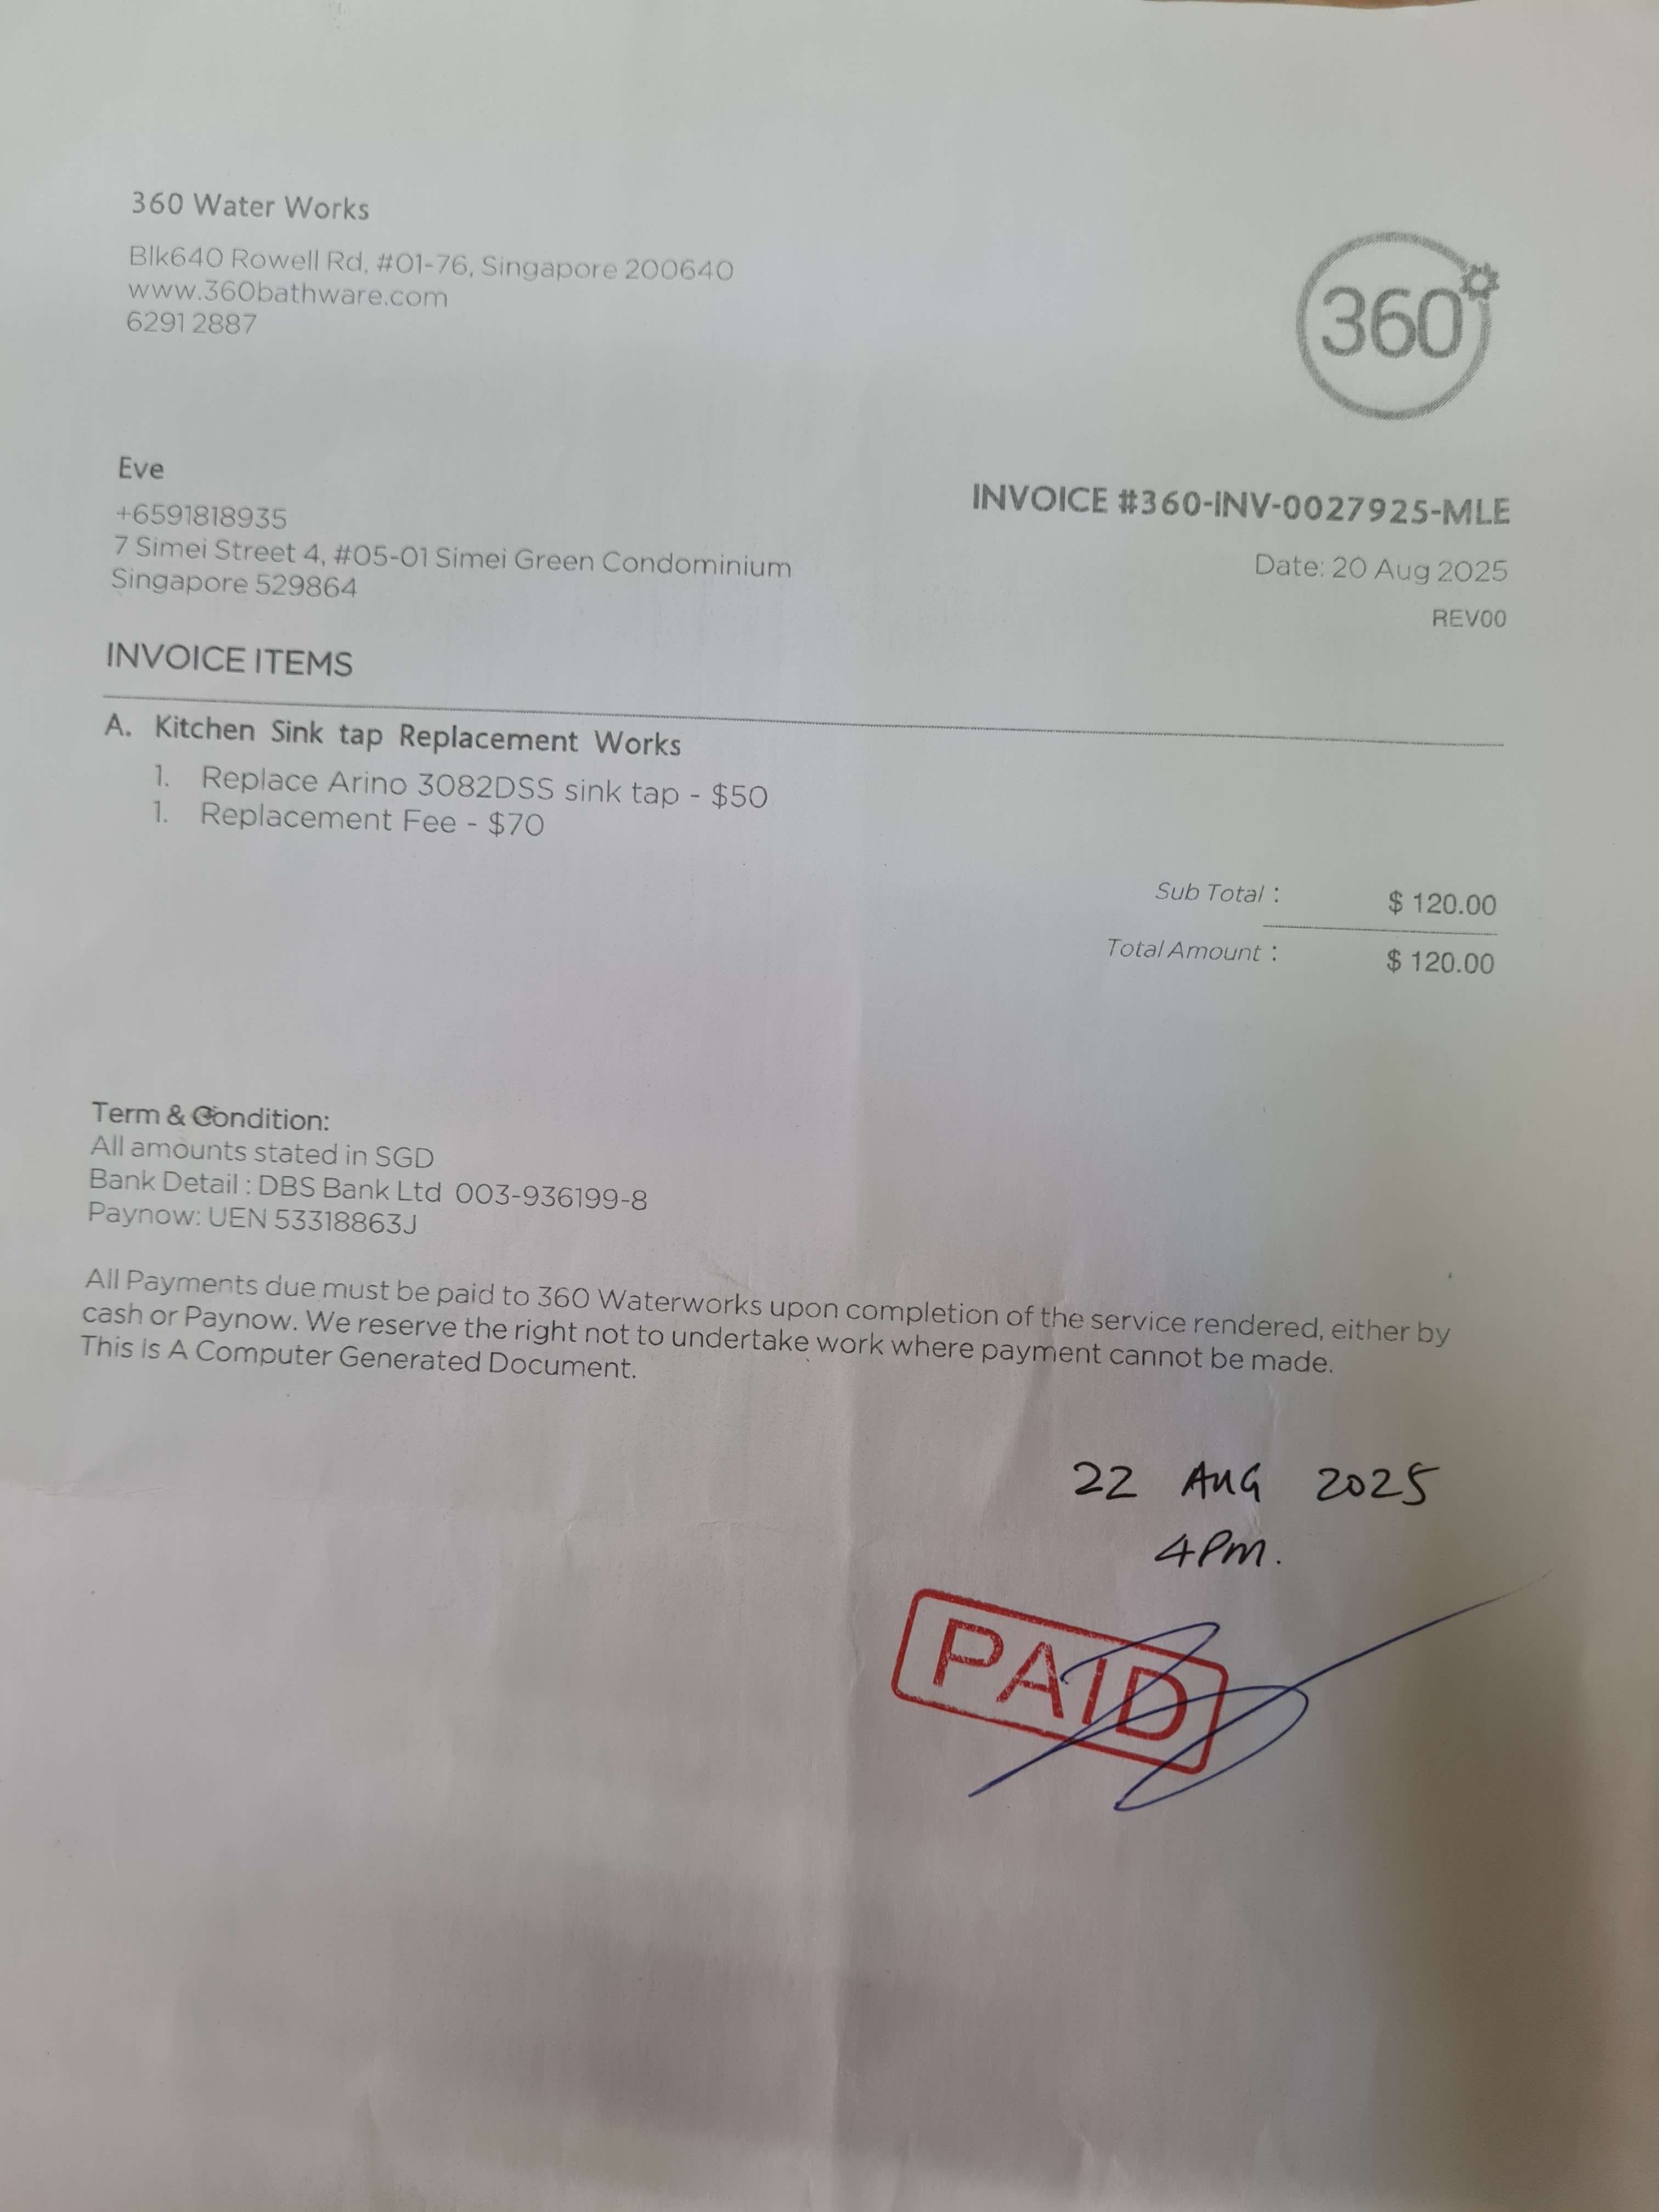 360 Water Works
Blk640 Rowell Rd, #01-76, Singapore 200640
www.360bathware.com
6291 2887
360
Eve
+6591818935
7 Simei Street 4, #05-01 Simei Green Condominium
Singapore 529864
INVOICE #360-INV-0027925-MLE
Date: 20 Aug 2025
REV00
INVOICE ITEMS
A. Kitchen Sink tap Replacement Works
1. Replace Arino 3082DSS sink tap - $50
1. Replacement Fee - $70
Sub Total : $ 120.00
Total Amount : $ 120.00
Term & Condition:
All amounts stated in SGD
Bank Detail : DBS Bank Ltd 003-936199-8
Paynow: UEN 53318863J
All Payments due must be paid to 360 Waterworks upon completion of the service rendered, either by
cash or Paynow. We reserve the right not to undertake work where payment cannot be made.
This Is A Computer Generated Document.
22 AUG 2025
4PM.
PAID